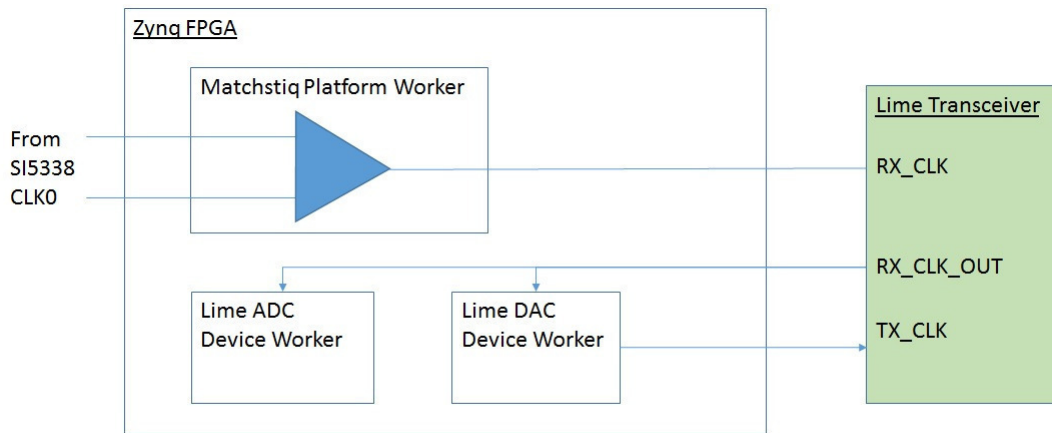 Zynq FPGA
Matchstiq Platform Worker
From
SI5338
CLK0
Lime Transceiver
RX_CLK
RX_CLK_OUT
TX_CLK
Lime ADC
Device Worker
Lime DAC
Device Worker